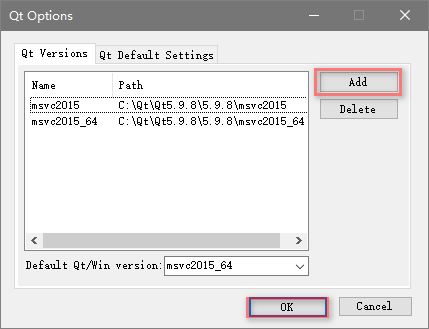 Qt Options
Qt Versions Qt Default Settings
Name Path
msvc2015 C:\Qt\Qt5.9.8\5.9.8\msvc2015
msvc2015_64 C:\Qt\Qt5.9.8\5.9.8\msvc2015_64
Add
Delete
Default Qt/Win version: msvc2015_64
OK Cancel